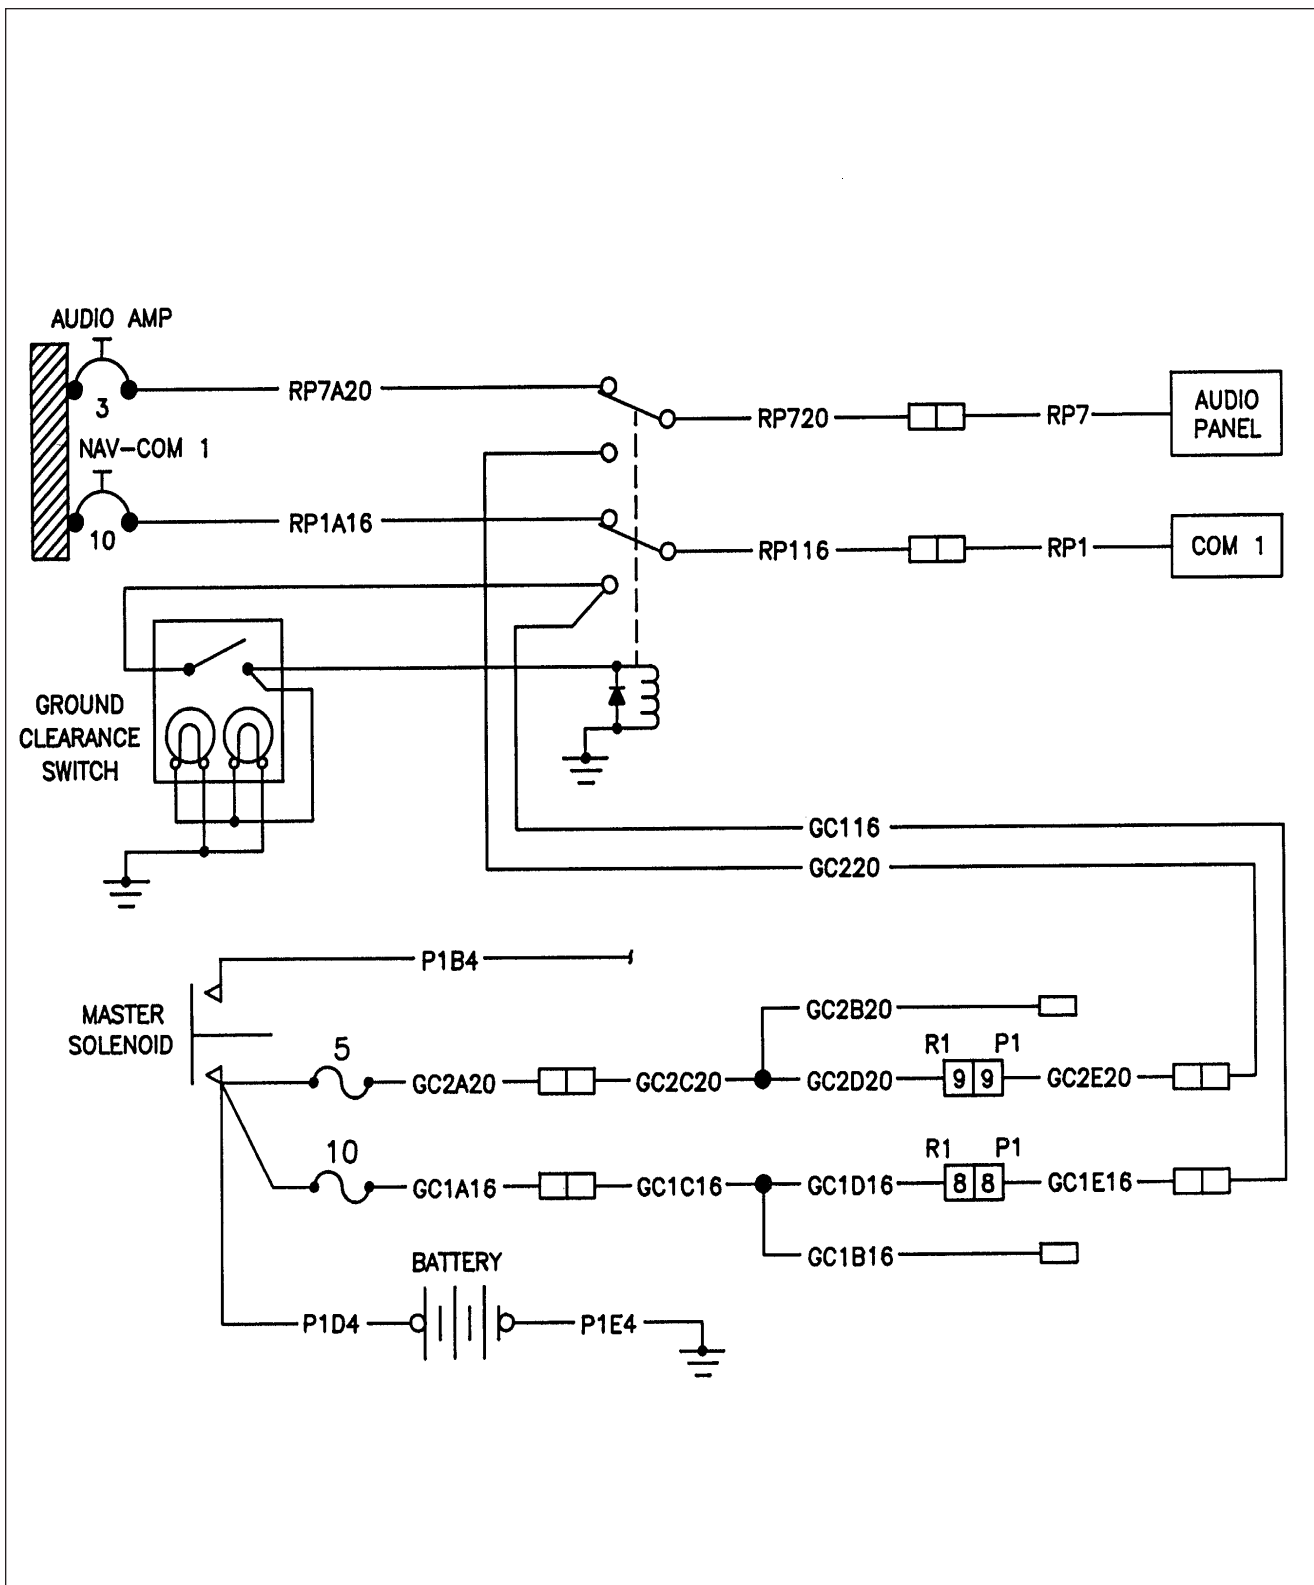 AUDIO AMP
3
RP7A20
RP720
RP7
AUDIO
PANEL
NAV-COM 1
10
RP1A16
RP116
RP1
COM 1
GROUND
CLEARANCE
SWITCH
GC116
GC220
P1B4
MASTER
SOLENOID
GC2B20
5
GC2A20
GC2C20
GC2D20
R1 P1
9 9
GC2E20
10
GC1A16
GC1C16
GC1D16
R1 P1
8 8
GC1E16
GC1B16
BATTERY
P1D4
P1E4